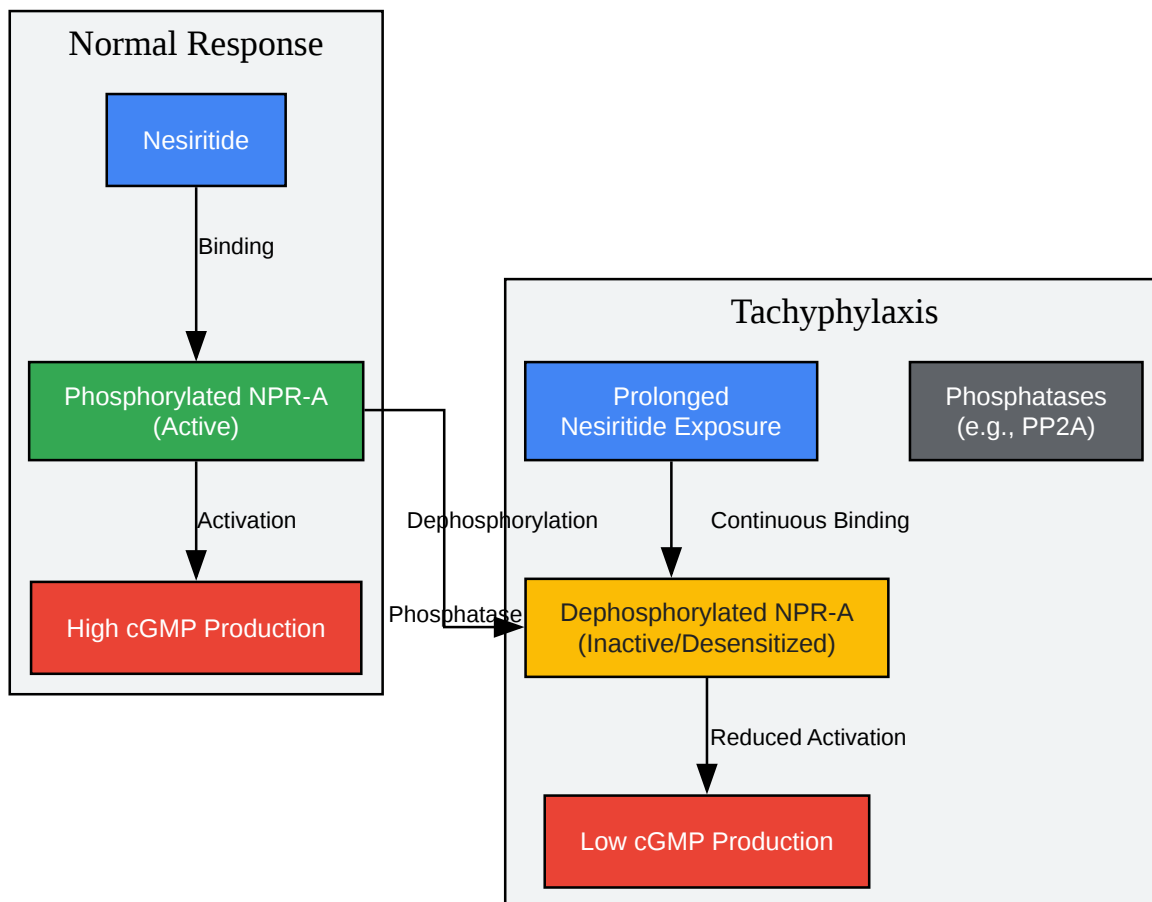 Normal Response
Nesiritide
Binding
Phosphorylated NPR-A
(Active)
Activation
High cGMP Production
Dephosphorylation
Phosphatase
Tachyphylaxis
Prolonged
Nesiritide Exposure
Phosphatases
(e.g., PP2A)
Continuous Binding
Dephosphorylated NPR-A
(Inactive/Desensitized)
Reduced Activation
Low cGMP Production